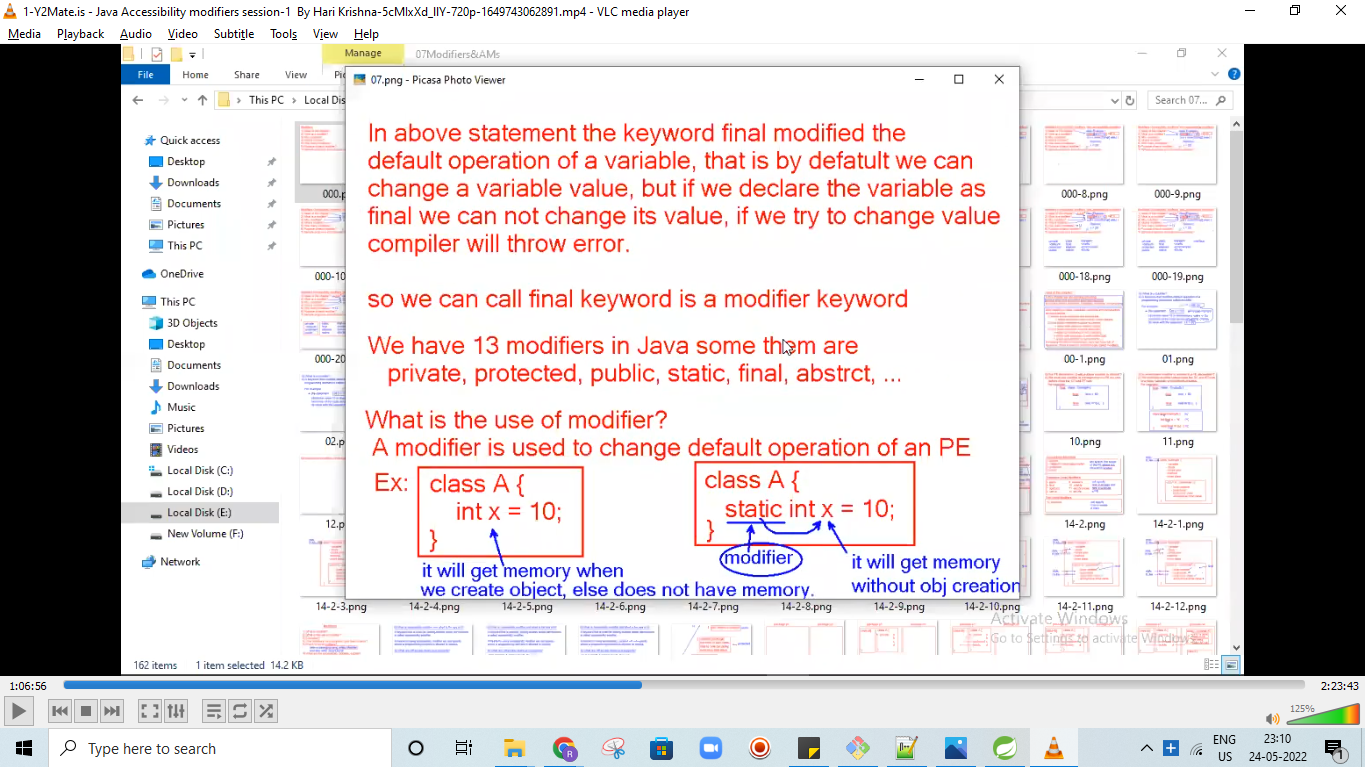 1-Y2Mate.is - Java Accessibility modifiers session-1 By Hari Krishna-5cMlxXd_lIY-720p-1649743062891.mp4 - VLC media player
Media Playback Audio Video Subtitle Tools View Help
Manage 07Modifiers&AMs
File Home Share View
This PC Local Dis
Search 07...
07.png - Picasa Photo Viewer
Quick access
Desktop
Downloads
Documents
Pictures
This PC
OneDrive
This PC
3D Objects
Desktop
Documents
Downloads
Music
Pictures
Videos
Local Disk (C:)
Local Disk (D:)
Local Disk (E:)
New Volume (F:)
Network
In above statement the keyword final modified the
default operation of a variable, that is by defatult we can
change a variable value, but if we declare the variable as
final we can not change its value, if we try to change value
compiler will throw error.
so we can call final keyword is a modifier keyword
We have 13 modifiers in Java some them are
private, protected, public, static, final, abstrct, ...
What is the use of modifier?
A modifier is used to change default operation of an PE
Ex:
class A {
int x = 10;
}
it will get memory when
we create object, else does not have memory.
class A {
static int x = 10;
}
modifier
it will get memory
without obj creation
000.p 000-8.png 000-9.png
000-10 000-18.png 000-19.png
000-20 00-1.png 01.png
02.p 10.png 11.png
12.p 14-2.png 14-2-1.png
14-2-3.png 14-2-4.png 14-2-5.png 14-2-6.png 14-2-7.png 14-2-8.png 14-2-9.png 14-2-10.png 14-2-11.png 14-2-12.png
Activate Windows
Go to Settings to activate Windows.
162 items 1 item selected 14.2 KB
1:06:56 2:23:43
125%
Type here to search
ENG
US
23:10
24-05-2022
1